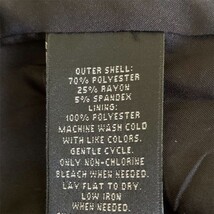 OUTER SHELL:
70% POLYESTER
25% RAYON
5% SPANDEX
LINING:
100% POLYESTER
MACHINE WASH COLD
WITH LIKE COLORS.
GENTLE CYCLE.
ONLY NON-CHLORINE
BLEACH WHEN NEEDED.
LAY FLAT TO DRY.
LOW IRON
WHEN NEEDED.